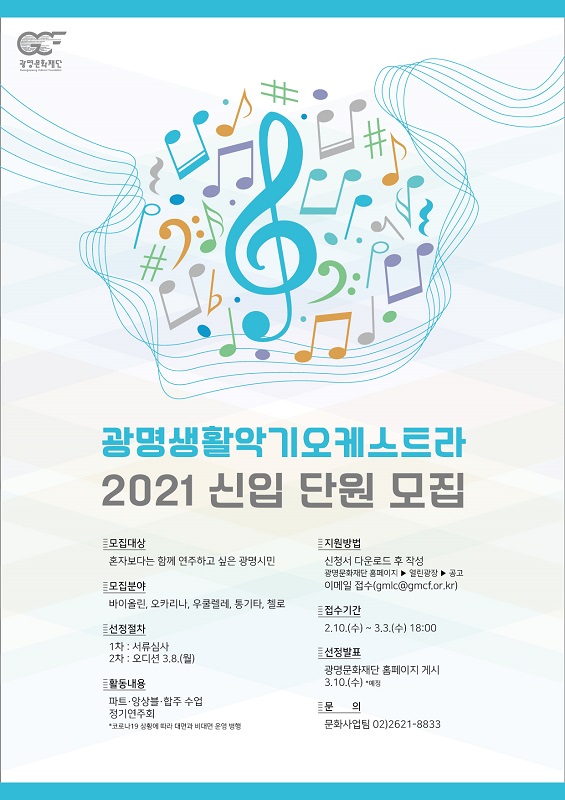 GCF
광명문화재단
광명생활악기오케스트라
2021 신입 단원 모집
모집대상
혼자보다는 함께 연주하고 싶은 광명시민
모집분야
바이올린, 오카리나, 우쿨렐레, 통기타, 첼로
선정절차
1차 : 서류심사
2차 : 오디션 3.8.(월)
활동내용
파트·앙상블·합주 수업
정기연주회
*코로나19 상황에 따라 대면과 비대면 운영 병행
지원방법
신청서 다운로드 후 작성
광명문화재단 홈페이지 ▶ 열린광장 ▶ 공고
이메일 접수(gmlc@gmcf.or.kr)
접수기간
2.10.(수) ~ 3.3.(수) 18:00
선정발표
광명문화재단 홈페이지 게시
3.10.(수) *예정
문 의
문화사업팀 02)2621-8833